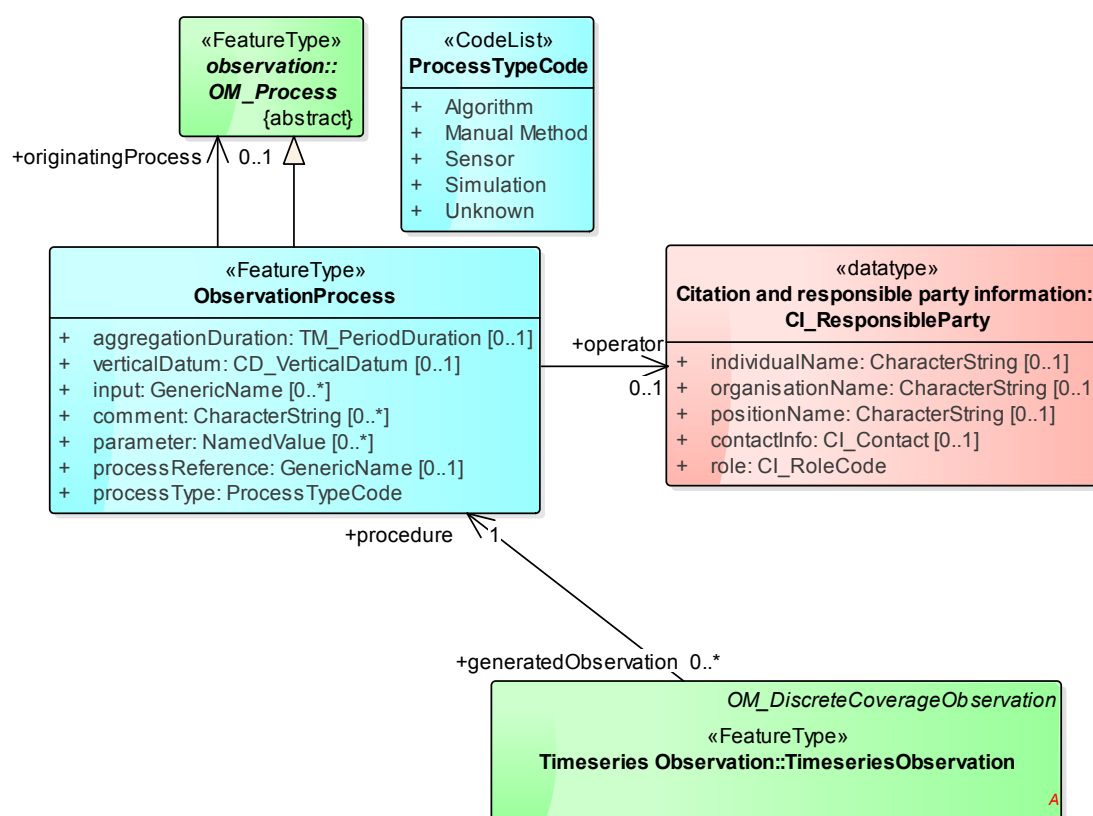 «FeatureType»
observation::
OM_Process
{abstract}
«CodeList»
ProcessTypeCode
+ Algorithm
+ Manual Method
+ Sensor
+ Simulation
+ Unknown
+originatingProcess 0..1
«FeatureType»
ObservationProcess
+ aggregationDuration: TM_PeriodDuration [0..1]
+ verticalDatum: CD_VerticalDatum [0..1]
+ input: GenericName [0..*]
+ comment: CharacterString [0..*]
+ parameter: NamedValue [0..*]
+ processReference: GenericName [0..1]
+ processType: ProcessTypeCode
+operator
0..1
«datatype»
Citation and responsible party information:
CI_ResponsibleParty
+ individualName: CharacterString [0..1]
+ organisationName: CharacterString [0..1
+ positionName: CharacterString [0..1]
+ contactInfo: CI_Contact [0..1]
+ role: CI_RoleCode
+procedure 1
+generatedObservation 0..*
OM_DiscreteCoverageObservation
«FeatureType»
Timeseries Observation::TimeseriesObservation
A